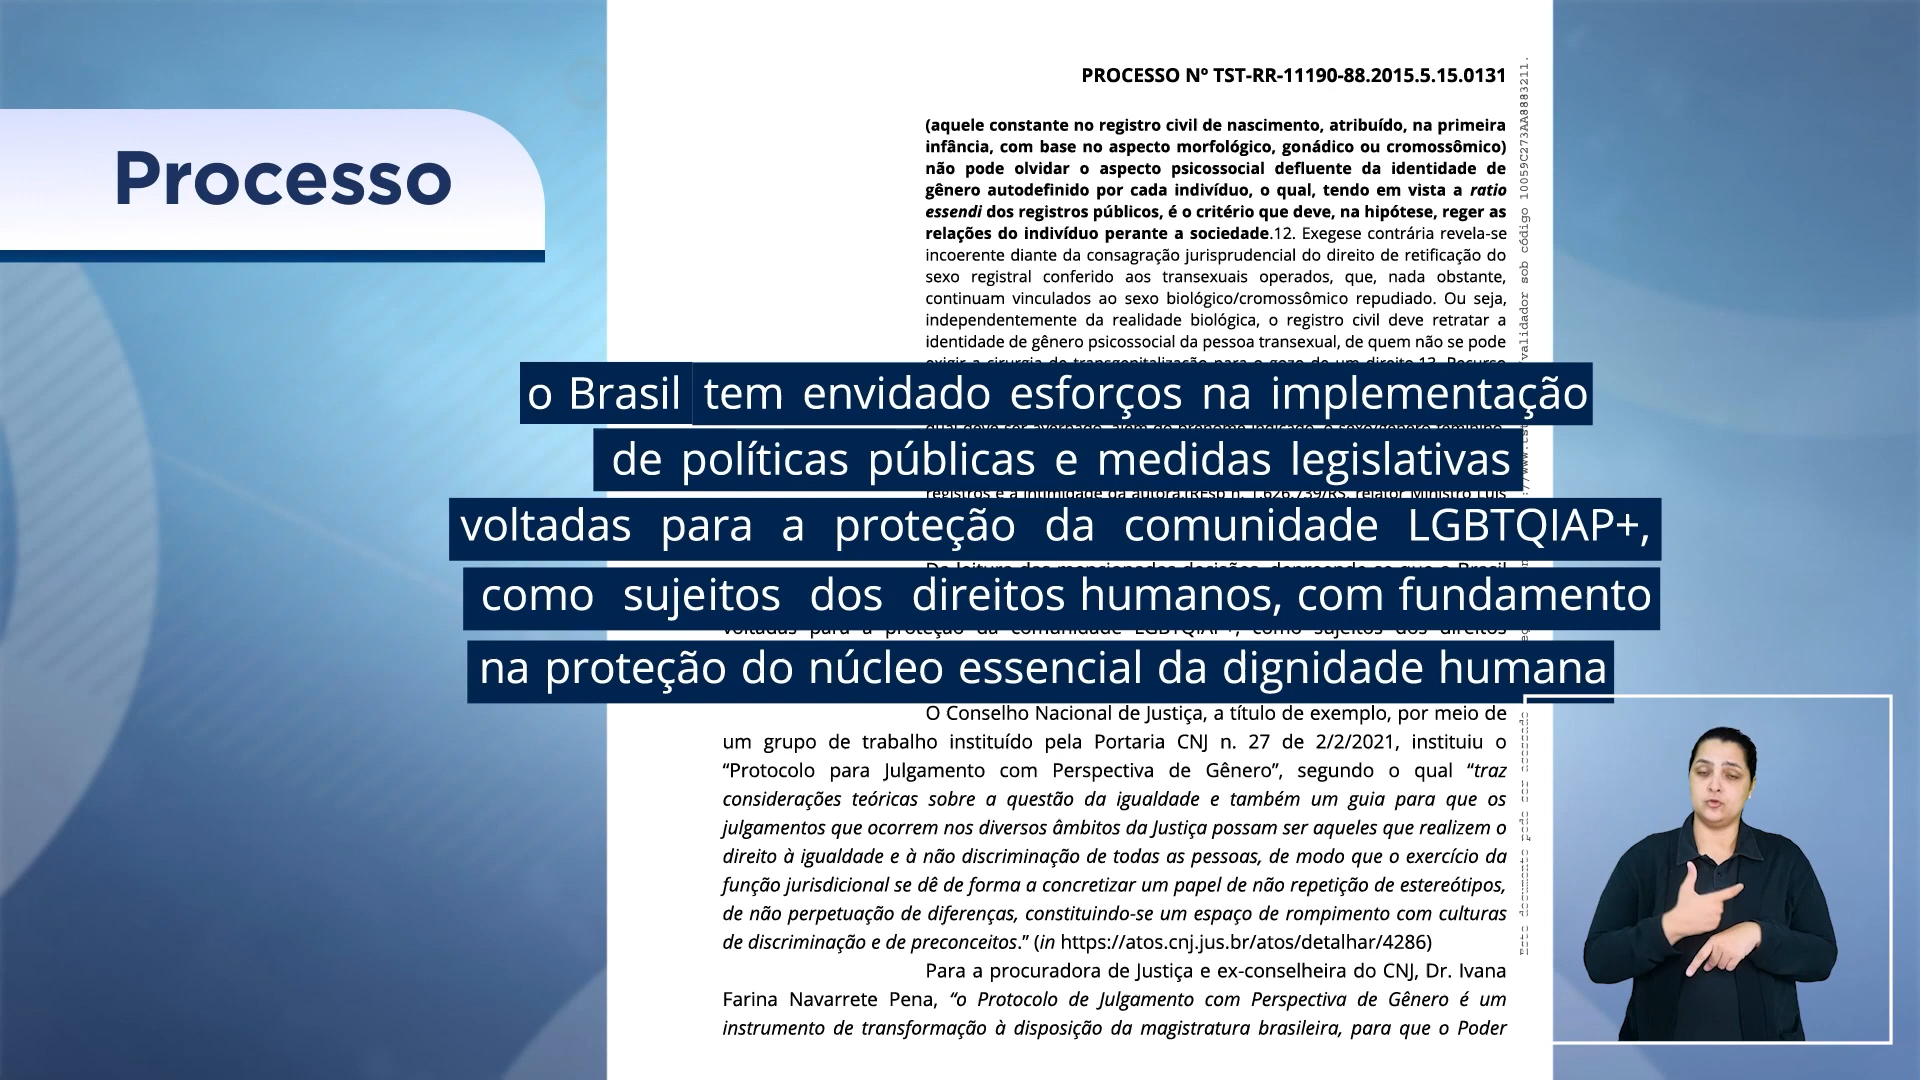 Processo
PROCESSO Nº TST-RR-11190-88.2015.5.15.0131
(aquele constante no registro civil de nascimento, atribuído, na primeira
infância, com base no aspecto morfológico, gonádico ou cromossômico)
não pode olvidar o aspecto psicossocial defluente da identidade de
gênero autodefinido por cada indivíduo, o qual, tendo em vista a ratio
essendi dos registros públicos, é o critério que deve, na hipótese, reger as
relações do indivíduo perante a sociedade.12. Exegese contrária revela-se
incoerente diante da consagração jurisprudencial do direito de retificação do
sexo registral conferido aos transexuais operados, que, nada obstante,
continuam vinculados ao sexo biológico/cromossômico repudiado. Ou seja,
independentemente da realidade biológica, o registro civil deve retratar a
identidade de gênero psicossocial da pessoa transexual, de quem não se pode
o Brasil tem envidado esforços na implementação
de políticas públicas e medidas legislativas
voltadas para a proteção da comunidade LGBTQIAP+,
como sujeitos dos direitos humanos, com fundamento
na proteção do núcleo essencial da dignidade humana
O Conselho Nacional de Justiça, a título de exemplo, por meio de
um grupo de trabalho instituído pela Portaria CNJ n. 27 de 2/2/2021, instituiu o
“Protocolo para Julgamento com Perspectiva de Gênero”, segundo o qual “traz
considerações teóricas sobre a questão da igualdade e também um guia para que os
julgamentos que ocorrem nos diversos âmbitos da Justiça possam ser aqueles que realizem o
direito à igualdade e à não discriminação de todas as pessoas, de modo que o exercício da
função jurisdicional se dê de forma a concretizar um papel de não repetição de estereótipos,
de não perpetuação de diferenças, constituindo-se um espaço de rompimento com culturas
de discriminação e de preconceitos.” (in https://atos.cnj.jus.br/atos/detalhar/4286)
Para a procuradora de Justiça e ex-conselheira do CNJ, Dr. Ivana
Farina Navarrete Pena, “o Protocolo de Julgamento com Perspectiva de Gênero é um
instrumento de transformação à disposição da magistratura brasileira, para que o Poder
validador sob código 10059C273AA8883211.